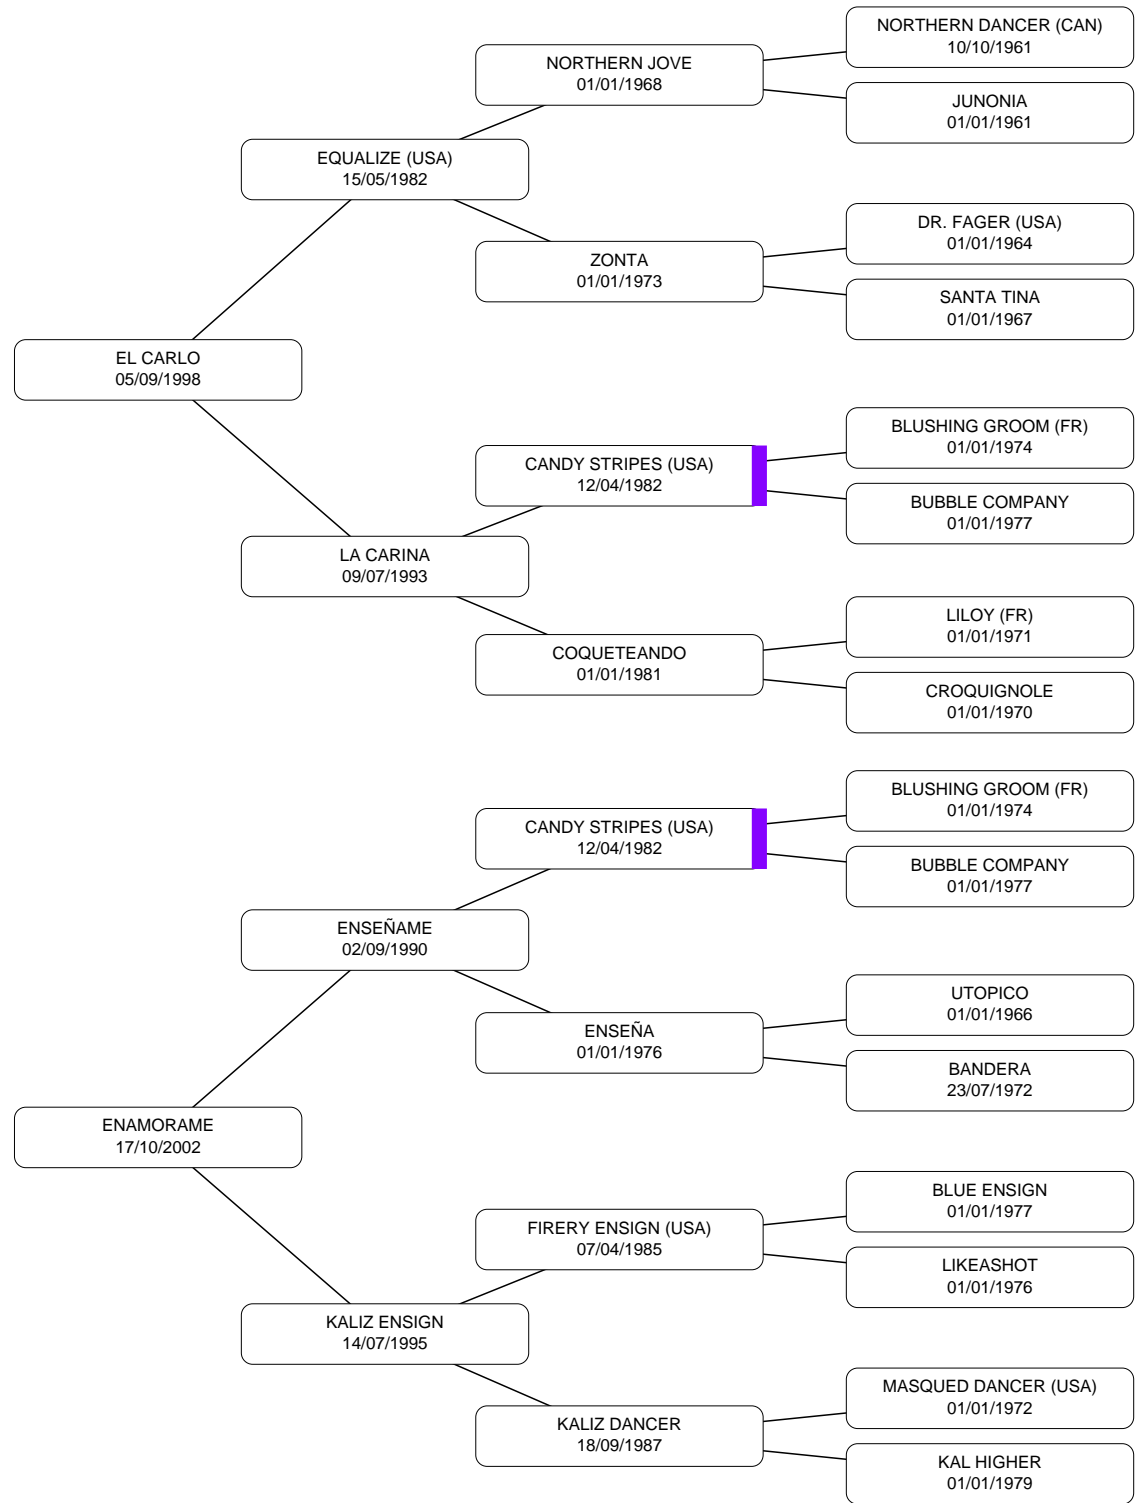 NORTHERN DANCER (CAN)
10/10/1961
NORTHERN JOVE
01/01/1968
JUNONIA
01/01/1961
EQUALIZE (USA)
15/05/1982
DR. FAGER (USA)
01/01/1964
ZONTA
01/01/1973
SANTA TINA
01/01/1967
EL CARLO
05/09/1998
BLUSHING GROOM (FR)
01/01/1974
CANDY STRIPES (USA)
12/04/1982
BUBBLE COMPANY
01/01/1977
LA CARINA
09/07/1993
LILOY (FR)
01/01/1971
COQUETEANDO
01/01/1981
CROQUIGNOLE
01/01/1970
BLUSHING GROOM (FR)
01/01/1974
CANDY STRIPES (USA)
12/04/1982
BUBBLE COMPANY
01/01/1977
ENSEÑAME
02/09/1990
UTOPICO
01/01/1966
ENSEÑA
01/01/1976
BANDERA
23/07/1972
ENAMORAME
17/10/2002
BLUE ENSIGN
01/01/1977
FIRERY ENSIGN (USA)
07/04/1985
LIKEASHOT
01/01/1976
KALIZ ENSIGN
14/07/1995
MASQUED DANCER (USA)
01/01/1972
KALIZ DANCER
18/09/1987
KAL HIGHER
01/01/1979